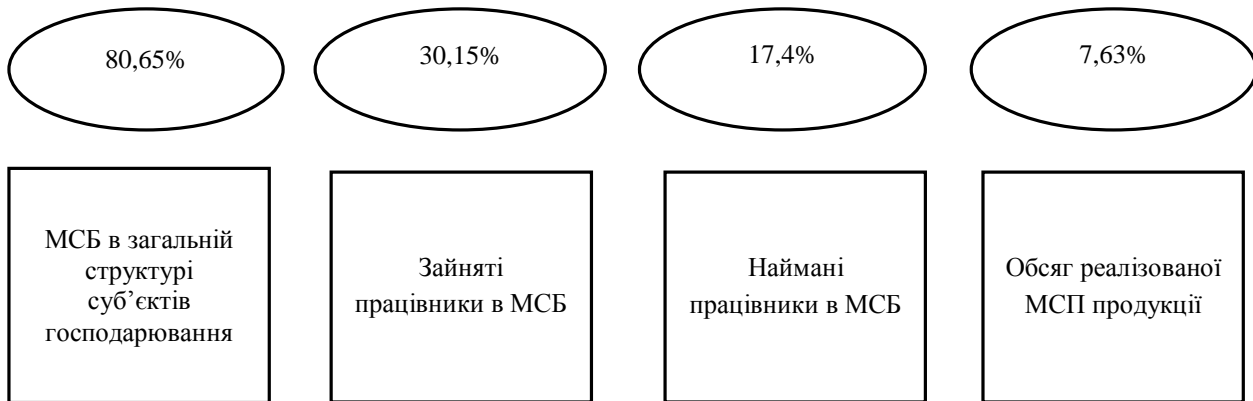 80,65%
30,15%
17,4%
7,63%
МСБ в загальній
структурі
суб’єктів
господарювання
Зайняті
працівники в МСБ
Наймані
працівники в МСБ
Обсяг реалізованої
МСП продукції